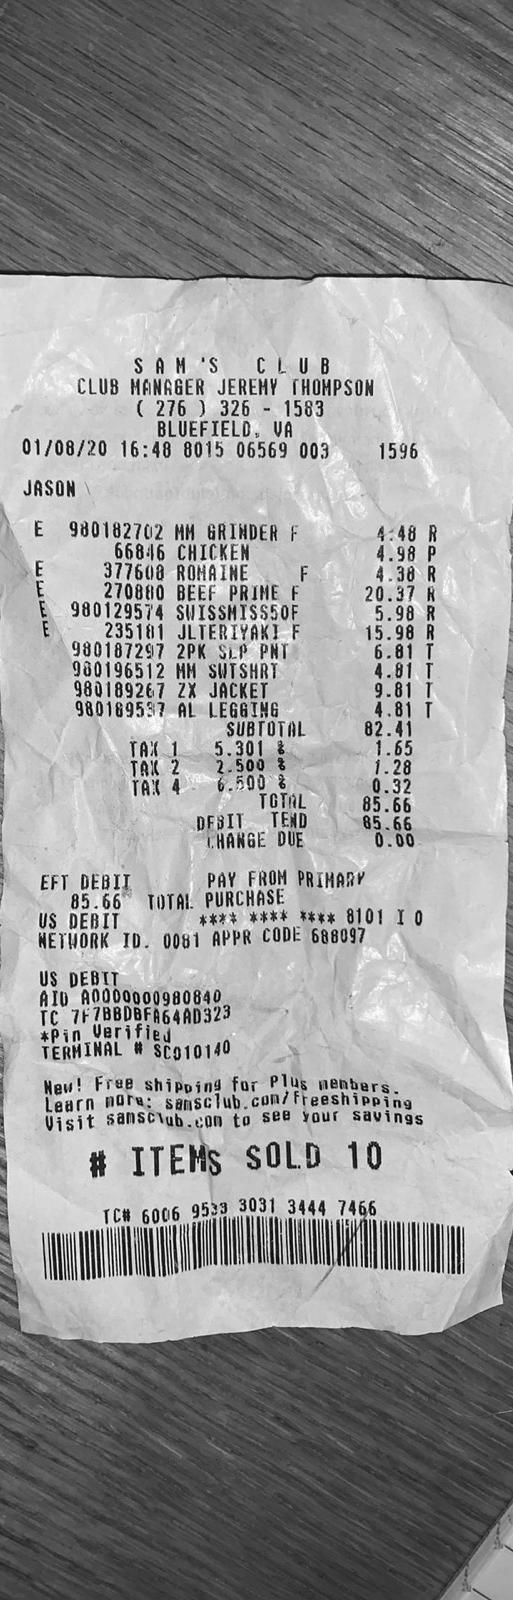 SAM'S CLUB
CLUB MANAGER JEREMY THOMPSON
( 276 ) 326 - 1583
BLUEFIELD, VA
01/08/20 16:48 8015 06569 003 1596
JASON
E 980182702 MM GRINDER F 4.48 R
66846 CHICKEN 4.98 P
E 377608 ROMAINE F 4.38 R
E 270880 BEEF PRIME F 20.37 R
E 980129574 SWISSMISS50F 5.98 R
E 235181 JLTERIYAKI F 15.98 R
980187297 2PK SLP PNT 6.81 T
980196512 MM SWTSHRT 4.81 T
980189267 ZX JACKET 9.81 T
980189537 AL LEGGING 4.81 T
SUBTOTAL 82.41
TAX 1 5.301 % 1.65
TAX 2 2.500 % 1.28
TAX 4 6.500 % 0.32
TOTAL 85.66
DEBIT TEND 85.66
CHANGE DUE 0.00
EFT DEBIT PAY FROM PRIMARY
85.66 TOTAL PURCHASE
US DEBIT **** **** **** 8101 I 0
NETWORK ID. 0081 APPR CODE 688097
US DEBIT
AID A0000000980840
TC 7F7BBDBFA64AD323
*Pin Verified
TERMINAL # SC010140
New! Free shipping for Plus members.
Learn more: samsclub.com/freeshipping
Visit samsclub.com to see your savings
# ITEMs SOLD 10
TC# 6006 9533 3031 3444 7466